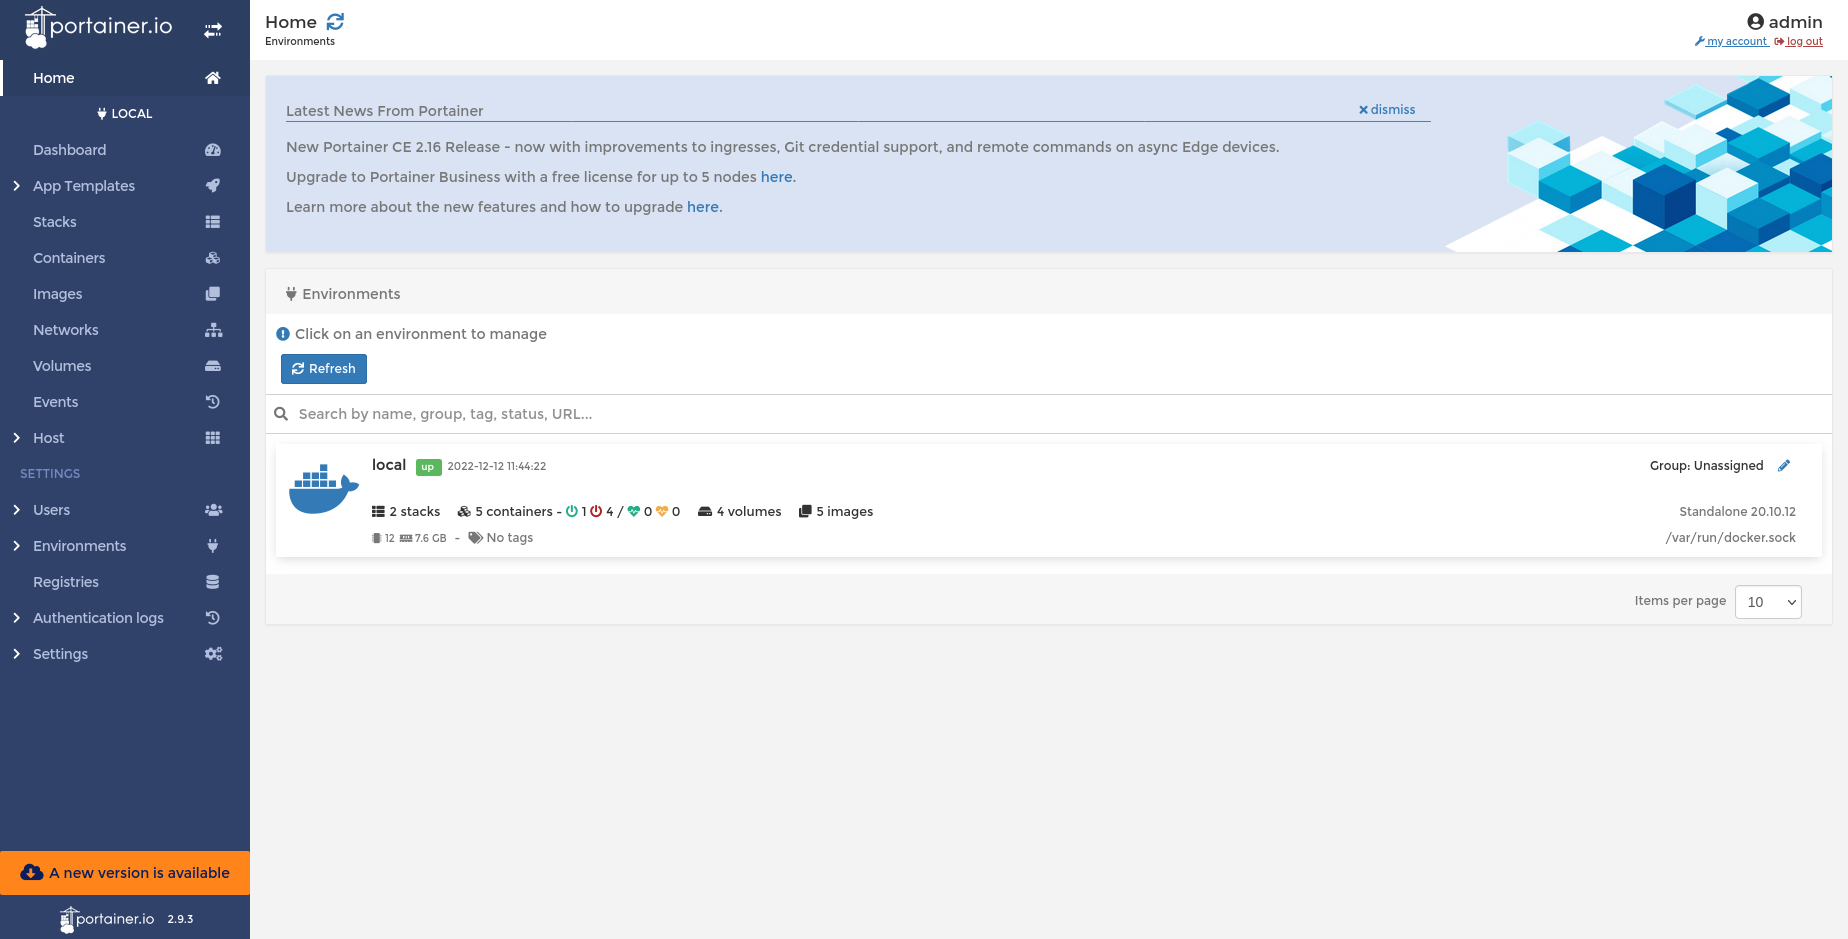 portainer.io
Home
LOCAL
Dashboard
App Templates
Stacks
Containers
Images
Networks
Volumes
Events
Host
SETTINGS
Users
Environments
Registries
Authentication logs
Settings
A new version is available
portainer.io 2.9.3
Home
Environments
admin
my account log out
Latest News From Portainer
dismiss
New Portainer CE 2.16 Release - now with improvements to ingresses, Git credential support, and remote commands on async Edge devices.
Upgrade to Portainer Business with a free license for up to 5 nodes here.
Learn more about the new features and how to upgrade here.
Environments
Click on an environment to manage
Refresh
Search by name, group, tag, status, URL...
local up 2022-12-12 11:44:22
Group: Unassigned
2 stacks 5 containers - 1 4 / 0 0 4 volumes 5 images
Standalone 20.10.12
12 7.6 GB - No tags
/var/run/docker.sock
Items per page 10